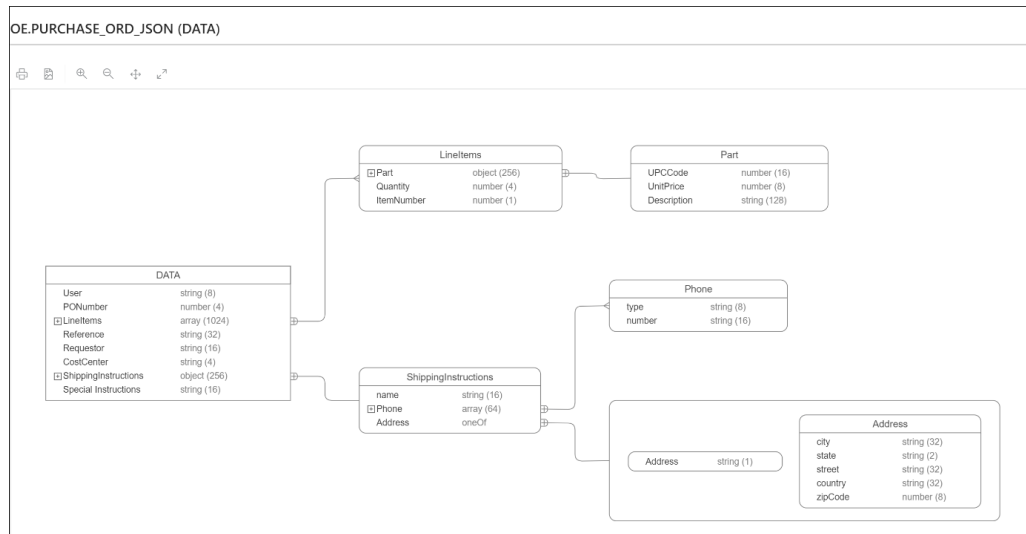 OE.PURCHASE_ORD_JSON (DATA)
LineItems
Part object (256)
Quantity number (4)
ItemNumber number (1)
Part
UPCCode number (16)
UnitPrice number (8)
Description string (128)
DATA
User string (8)
PONumber number (4)
LineItems array (1024)
Reference string (32)
Requestor string (16)
CostCenter string (4)
ShippingInstructions object (256)
Special Instructions string (16)
Phone
type string (8)
number string (16)
ShippingInstructions
name string (16)
Phone array (64)
Address oneOf
Address string (1)
Address
city string (32)
state string (2)
street string (32)
country string (32)
zipCode number (8)